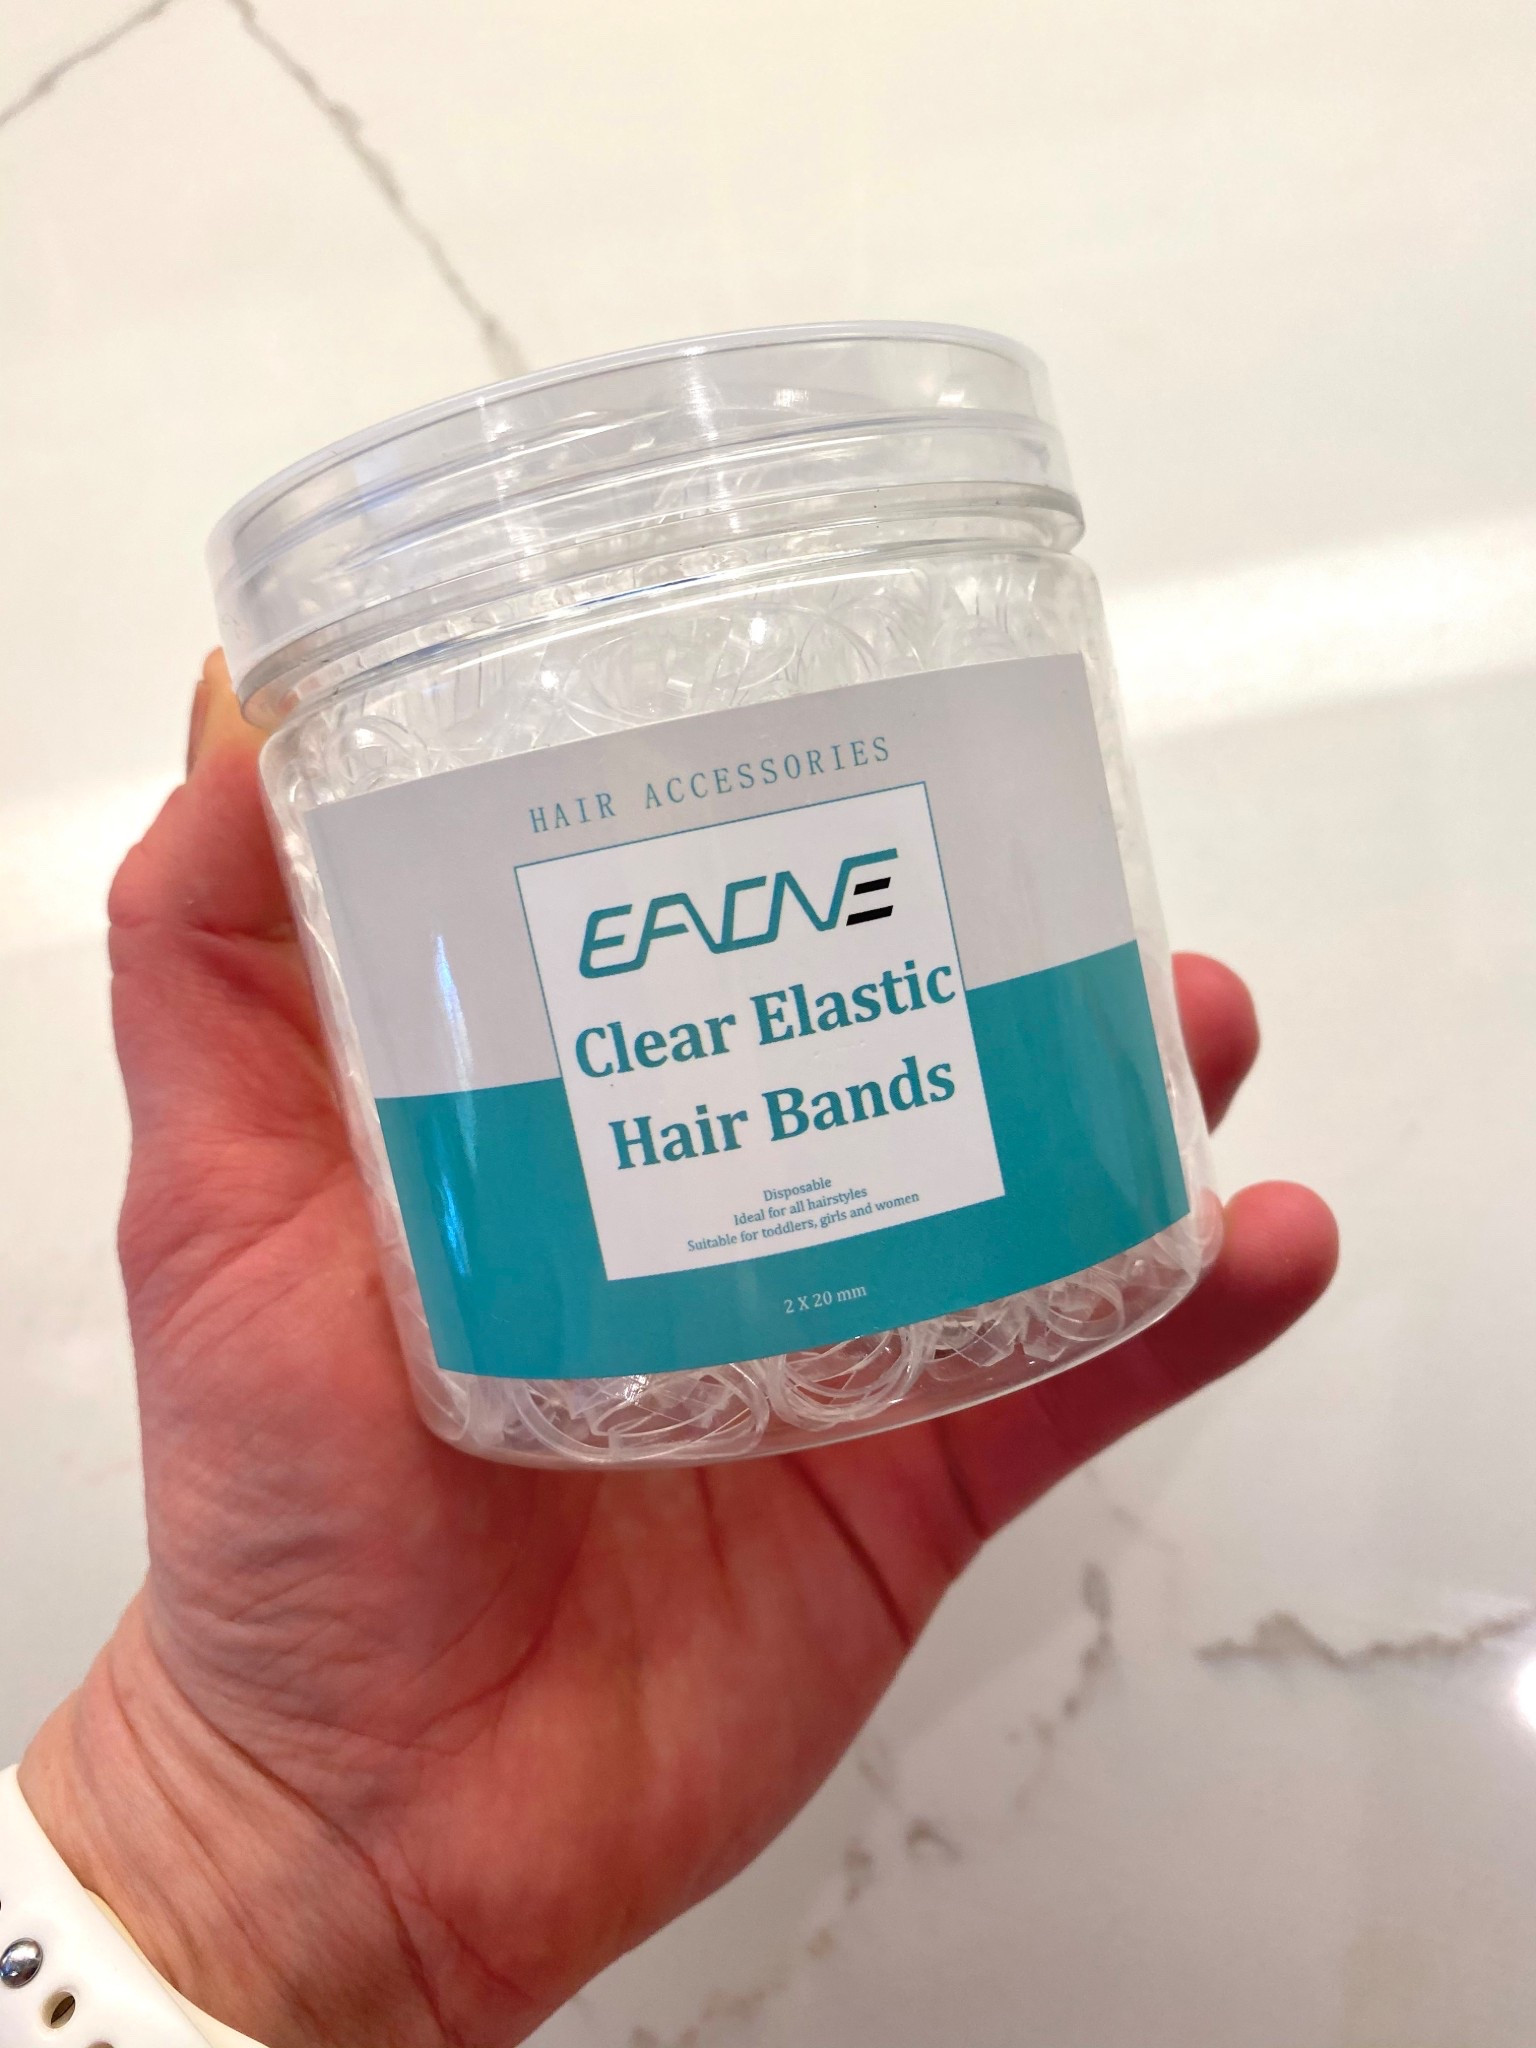 HAIR ACCESSORIES
EACNE
Clear Elastic
Hair Bands
Disposable
Ideal for all hairstyles
Suitable for toddlers, girls and women
2 X 20 mm